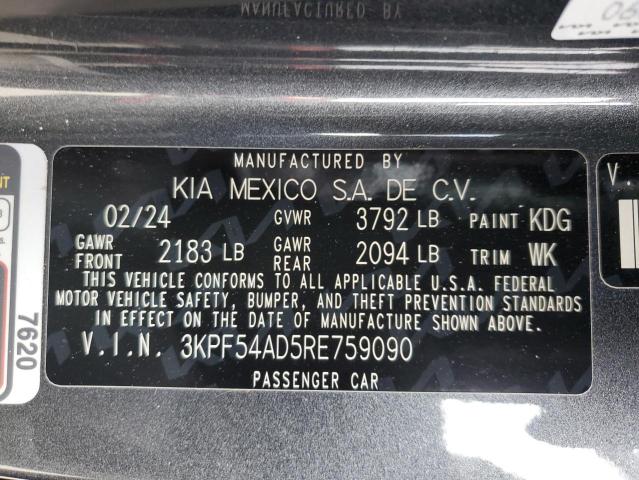 MANUFACTURED BY
KIA MEXICO S.A. DE C.V.
02/24 GVWR 3792 LB PAINT KDG
GAWR FRONT 2183 LB GAWR REAR 2094 LB TRIM WK
THIS VEHICLE CONFORMS TO ALL APPLICABLE U.S.A. FEDERAL
MOTOR VEHICLE SAFETY, BUMPER, AND THEFT PREVENTION STANDARDS
IN EFFECT ON THE DATE OF MANUFACTURE SHOWN ABOVE.
V.I.N. 3KPF54AD5RE759090
PASSENGER CAR
7620
V.